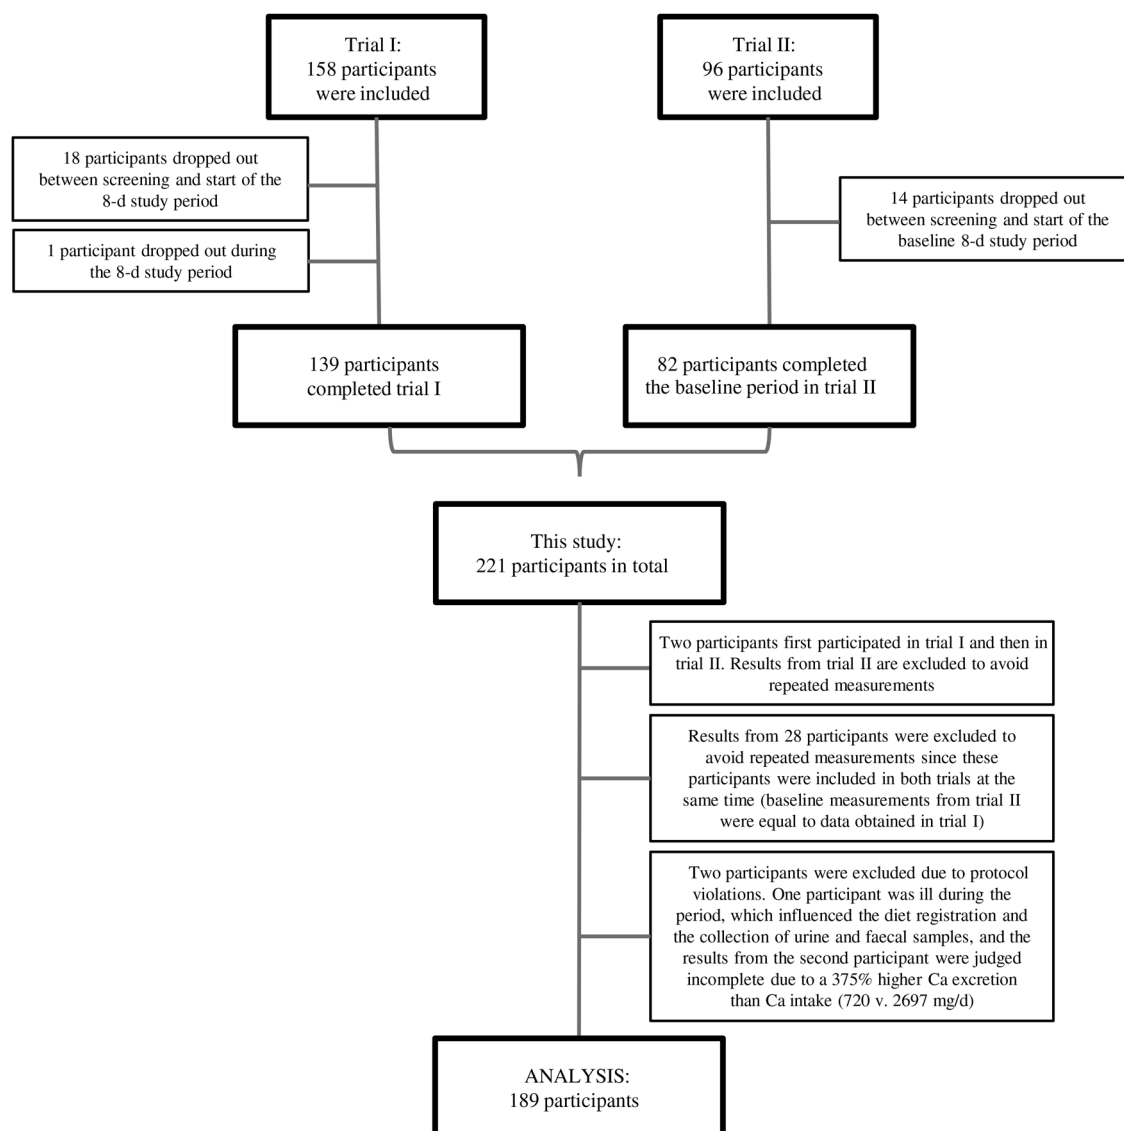 Trial I:
158 participants
were included
Trial II:
96 participants
were included
18 participants dropped out
between screening and start of the
8-d study period
14 participants dropped out
between screening and start of the
baseline 8-d study period
1 participant dropped out during
the 8-d study period
139 participants
completed trial I
82 participants completed
the baseline period in trial II
This study:
221 participants in total
Two participants first participated in trial I and then in
trial II. Results from trial II are excluded to avoid
repeated measurements
Results from 28 participants were excluded to
avoid repeated measurements since these
participants were included in both trials at the
same time (baseline measurements from trial II
were equal to data obtained in trial I)
Two participants were excluded due to protocol
violations. One participant was ill during the
period, which influenced the diet registration and
the collection of urine and faecal samples, and the
results from the second participant were judged
incomplete due to a 375% higher Ca excretion
than Ca intake (720 v. 2697 mg/d)
ANALYSIS:
189 participants